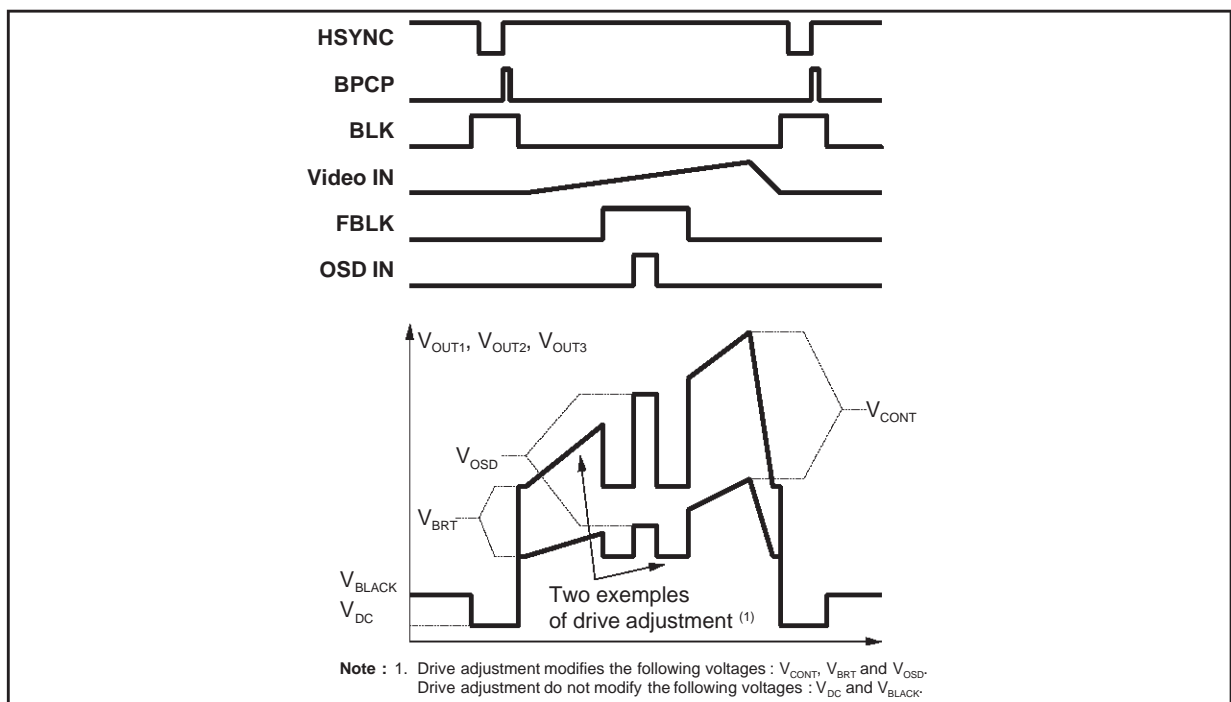 HSYNC
BPCP
BLK
Video IN
FBLK
OSD IN
VOUT1, VOUT2, VOUT3
VCONT
VOSD
VBRT
VBLACK
VDC
Two exemples
of drive adjustment (1)
Note : 1. Drive adjustment modifies the following voltages : VCONT, VBRT and VOSD.
Drive adjustment do not modify the following voltages : VDC and VBLACK.